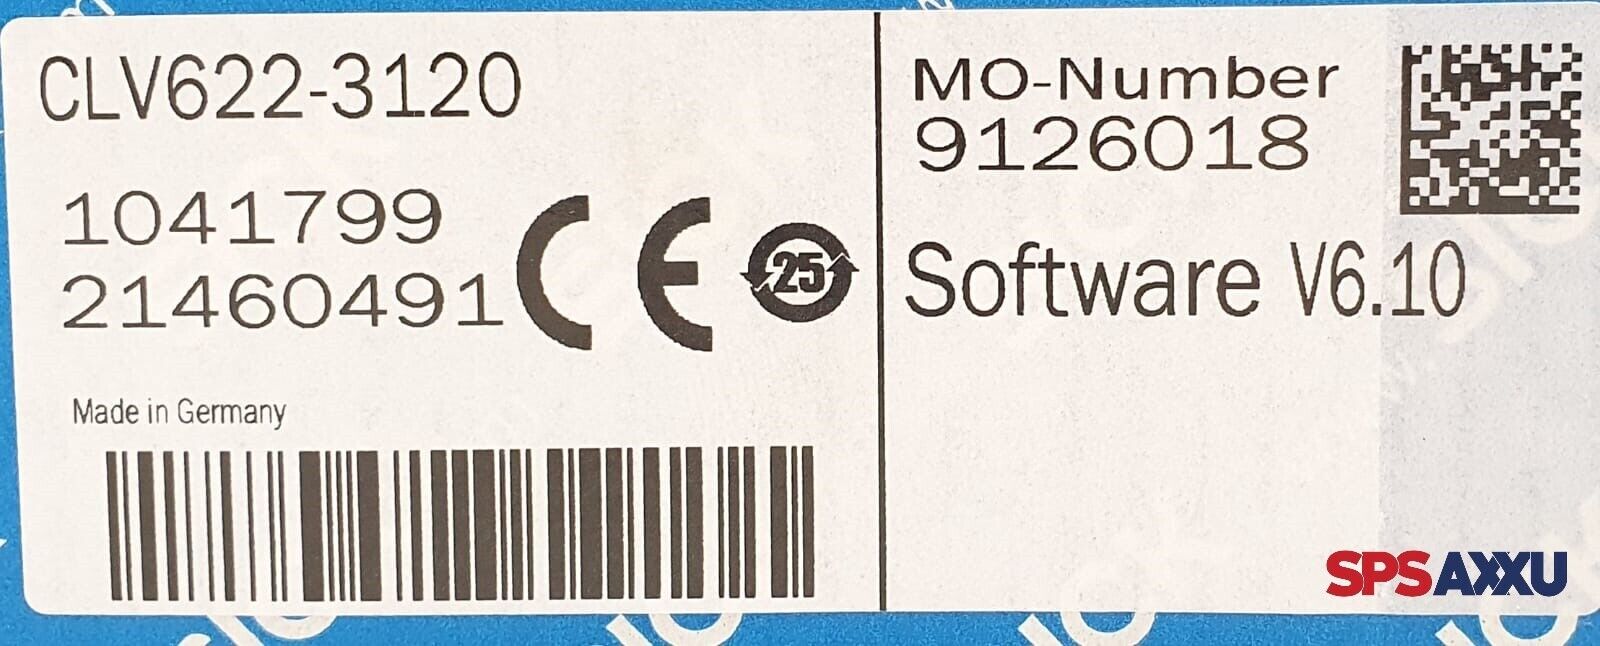 CLV622-3120
1041799
21460491
CE
25
Made in Germany
MO-Number
9126018
Software V6.10
SPSAXXU